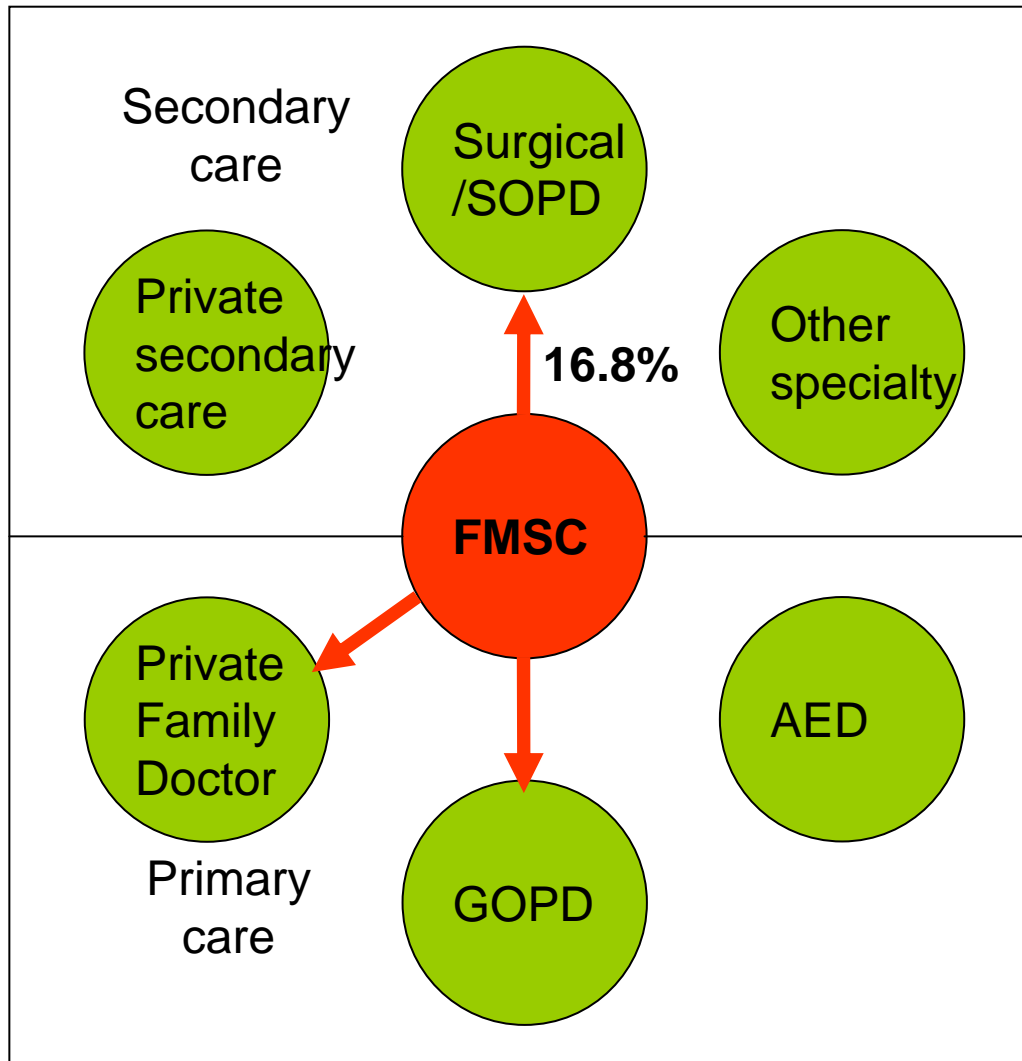 Secondary
care
Surgical
/SOPD
Private
secondary
care
Other
specialty
16.8%
FMSC
Private
Family
Doctor
AED
Primary
care
GOPD